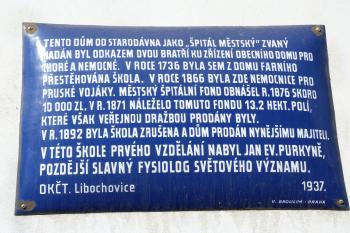 TENTO DŮM OD STARODÁVNA JAKO „ŠPITÁL MĚSTSKÝ" ZVANÝ
MADÁN BYL ODKAZEM DVOU BRATŘÍ KU ZŘÍZENÍ OBECNÍHO DOMU PRO
CHORÉ A NEMOCNÉ. V ROCE 1736 BYLA SEM Z DOMU FARNÍHO
PŘESTĚHOVÁNA ŠKOLA. V ROCE 1866 BYLA ZDE NEMOCNICE PRO
PRUSKÉ VOJÁKY. MĚSTSKÝ ŠPITÁLNÍ FOND OBNÁŠEL R.1876 SKORO
10 000 ZL, V R. 1871 NÁLEŽELO TOMUTO FONDU 13.2 HEKT. POLÍ,
KTERÉ VŠAK VEŘEJNOU DRAŽBOU PRODÁNY BYLY.
V R. 1892 BYLA ŠKOLA ZRUŠENA A DŮM PRODÁN NYNĚJŠÍMU MAJITELI.
V TÉTO ŠKOLE PRVÉHO VZDĚLÁNÍ NABYL JAN EV. PURKYNĚ,
POZDĚJŠÍ SLAVNÝ FYSIOLOG SVĚTOVÉHO VÝZNAMU.
OKČT. Libochovice 1937.
PRAHA